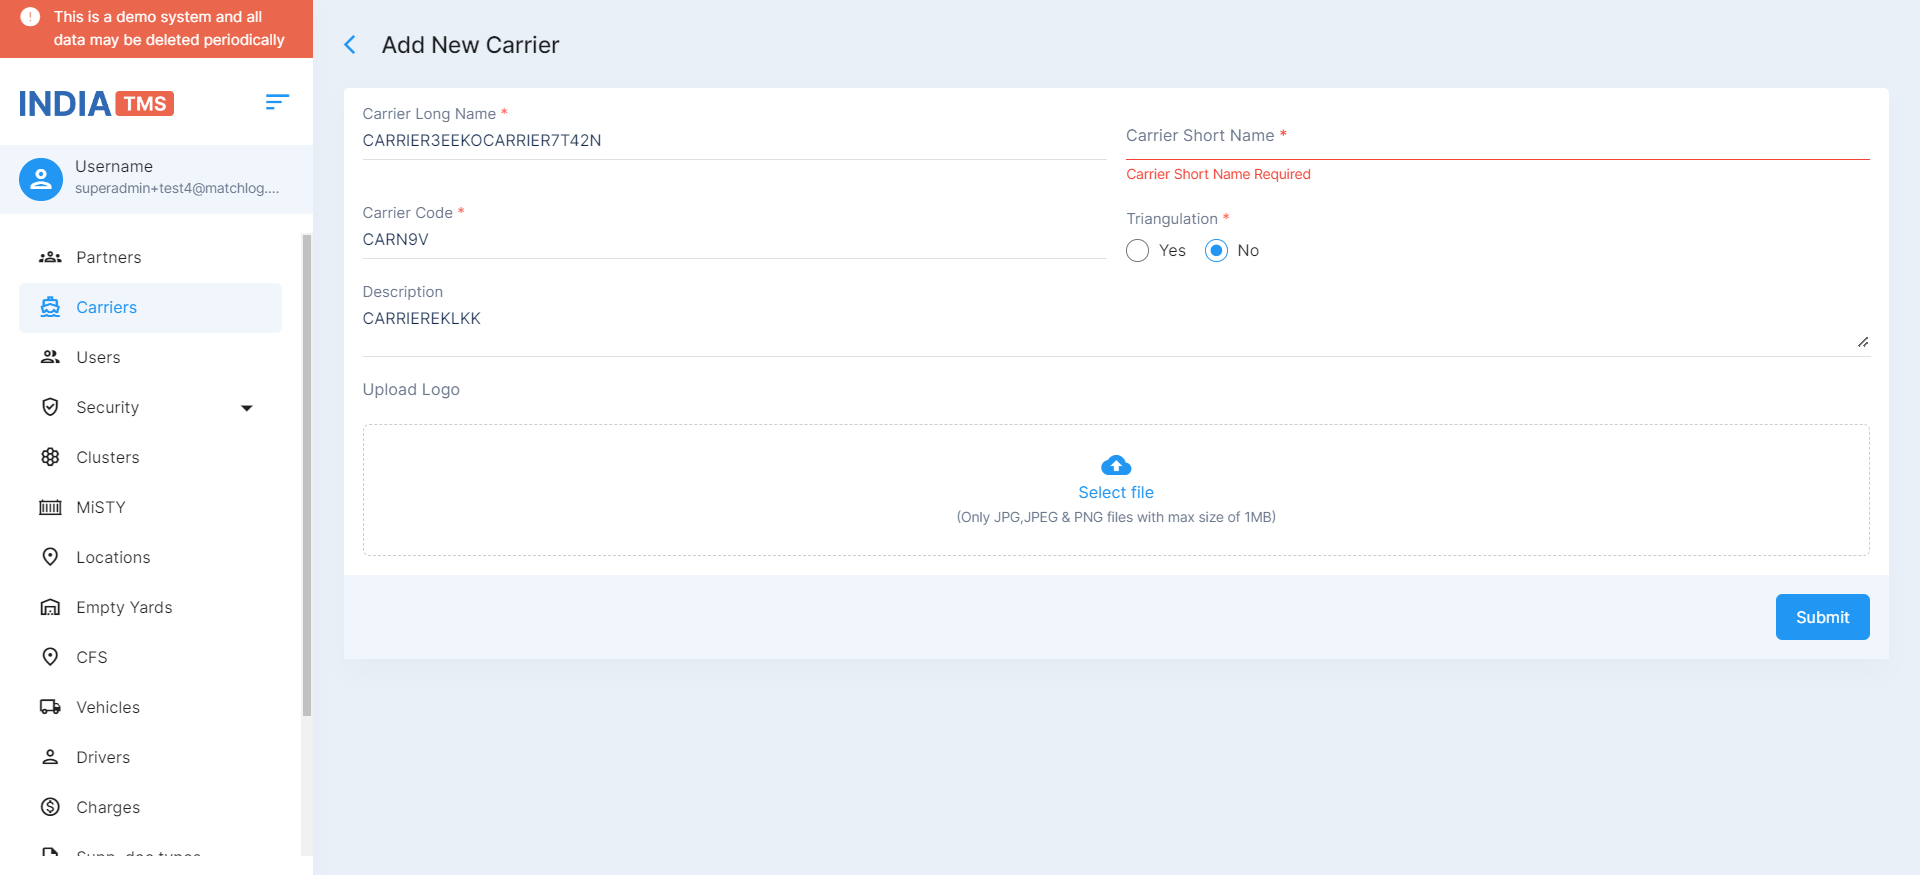 This is a demo system and all
data may be deleted periodically
INDIA TMS
Username
superadmin+test4@matchlog....
Partners
Carriers
Users
Security
Clusters
MiSTY
Locations
Empty Yards
CFS
Vehicles
Drivers
Charges
Supp. doc types
Add New Carrier
Carrier Long Name *
CARRIER3EEKOCARRIER7T42N
Carrier Short Name *
Carrier Short Name Required
Carrier Code *
CARN9V
Triangulation *
Yes No
Description
CARRIEREKLKK
Upload Logo
Select file
(Only JPG,JPEG & PNG files with max size of 1MB)
Submit